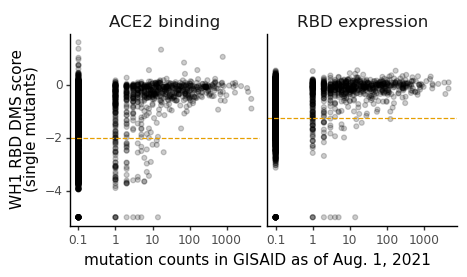 ACE2 binding
RBD expression
WH1 RBD DMS score
(single mutants)
0
−2
−4
0.1 1 10 100 1000
0.1 1 10 100 1000
mutation counts in GISAID as of Aug. 1, 2021